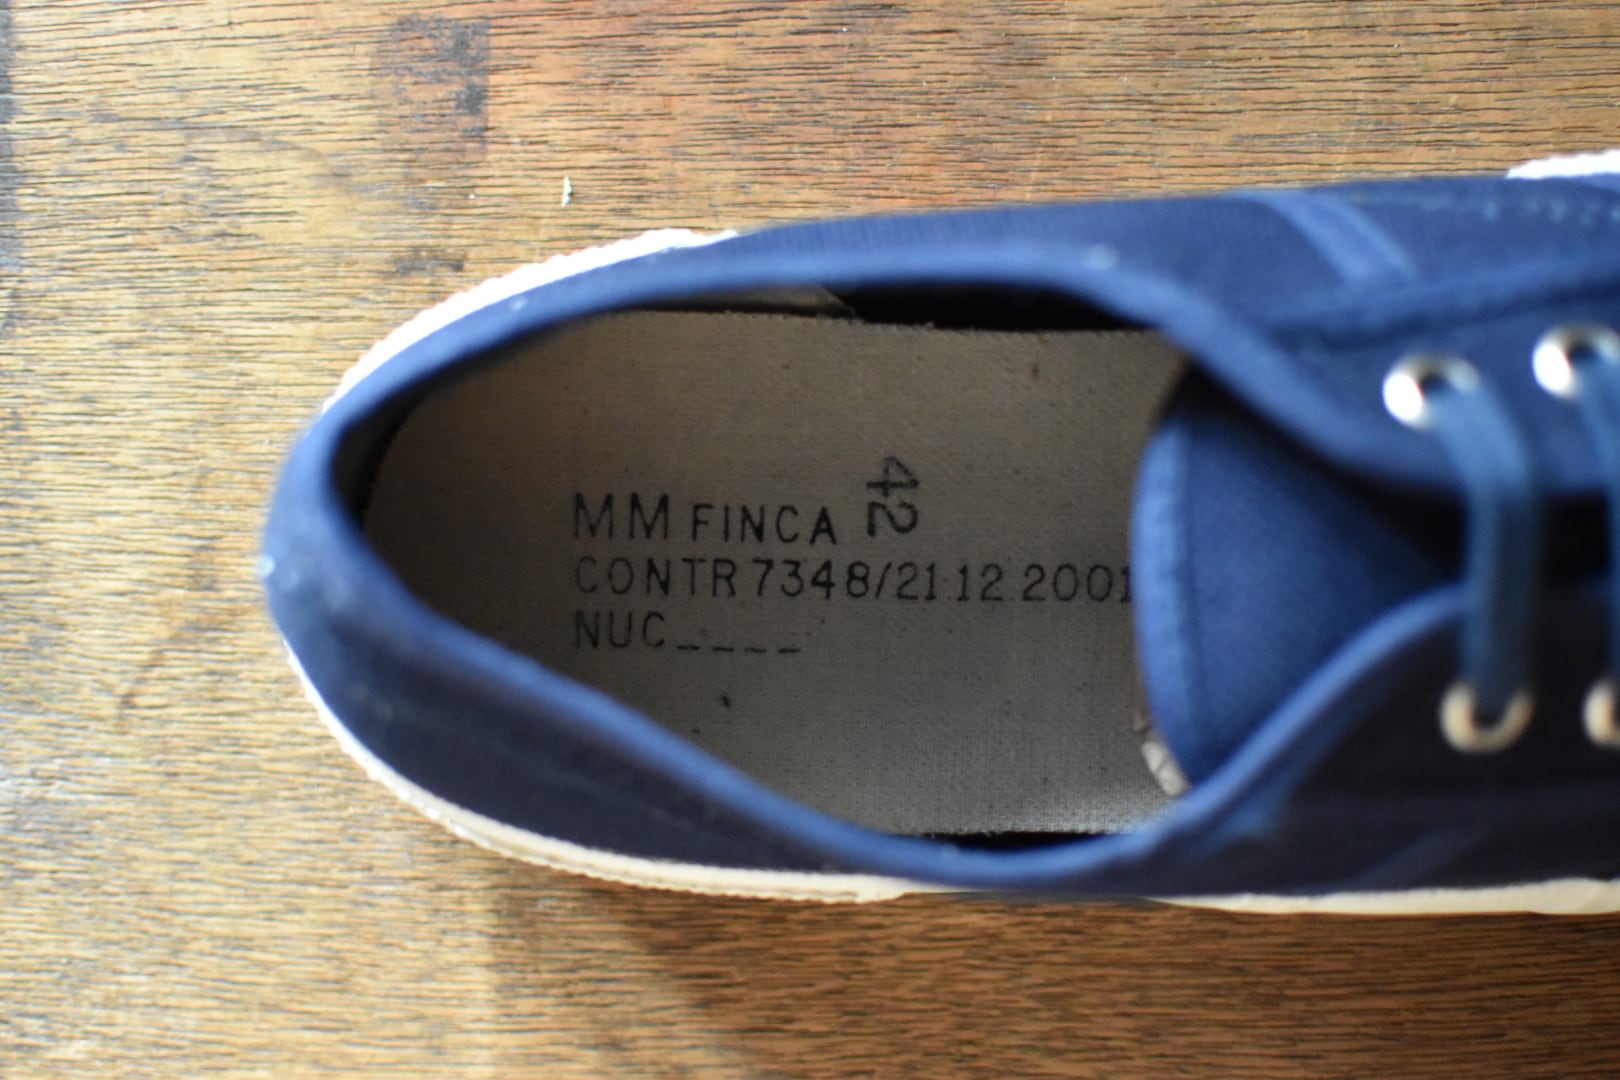 MM FINCA 42
CONTR 7348/21.12.2001
NUC____